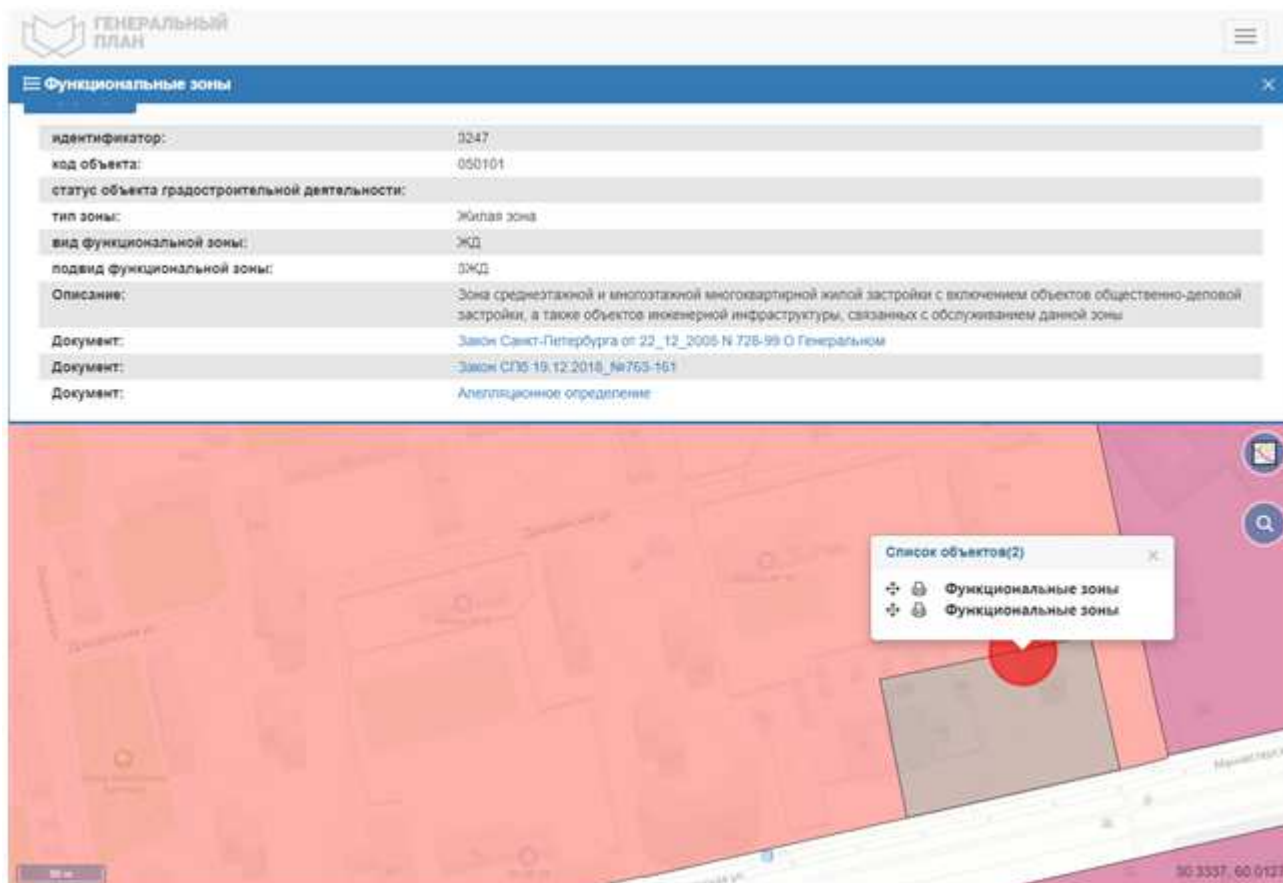 ГЕНЕРАЛЬНЫЙ
ПЛАН
Функциональные зоны
идентификатор: 3247
код объекта: 050101
статус объекта градостроительной деятельности:
тип зоны: Жилая зона
вид функциональной зоны: ЖД
подвид функциональной зоны: 3ЖД
Описание: Зона среднеэтажной и многоэтажной многоквартирной жилой застройки с включением объектов общественно-деловой
застройки, а также объектов инженерной инфраструктуры, связанных с обслуживанием данной зоны
Документ: Закон Санкт-Петербурга от 22_12_2005 N 728-99 О Генеральном
Документ: Закон СПб 19.12.2018_№763-161
Документ: Апелляционное определение
Список объектов(2)
Функциональные зоны
Функциональные зоны
50 м